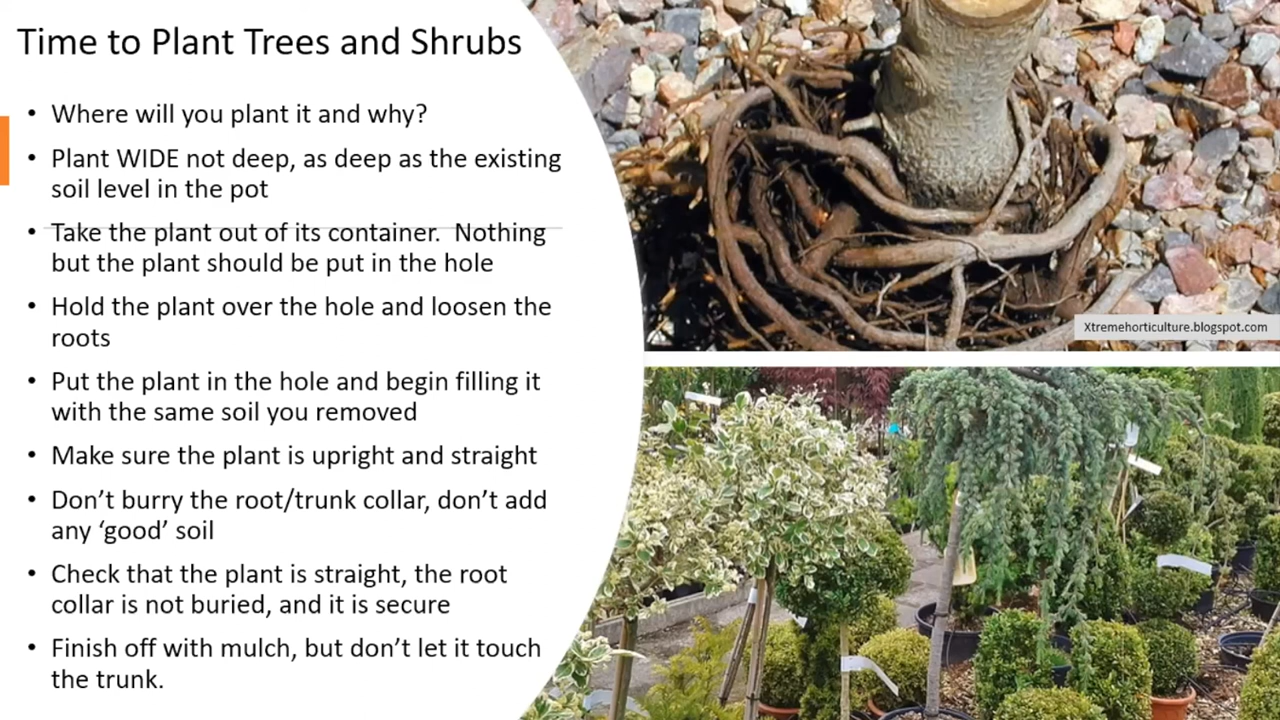 Time to Plant Trees and Shrubs
• Where will you plant it and why?
• Plant WIDE not deep, as deep as the existing
soil level in the pot
• Take the plant out of its container.  Nothing
but the plant should be put in the hole
• Hold the plant over the hole and loosen the
roots
• Put the plant in the hole and begin filling it
with the same soil you removed
• Make sure the plant is upright and straight
• Don’t burry the root/trunk collar, don’t add
any ‘good’ soil
• Check that the plant is straight, the root
collar is not buried, and it is secure
• Finish off with mulch, but don’t let it touch
the trunk.
Xtremehorticulture.blogspot.com